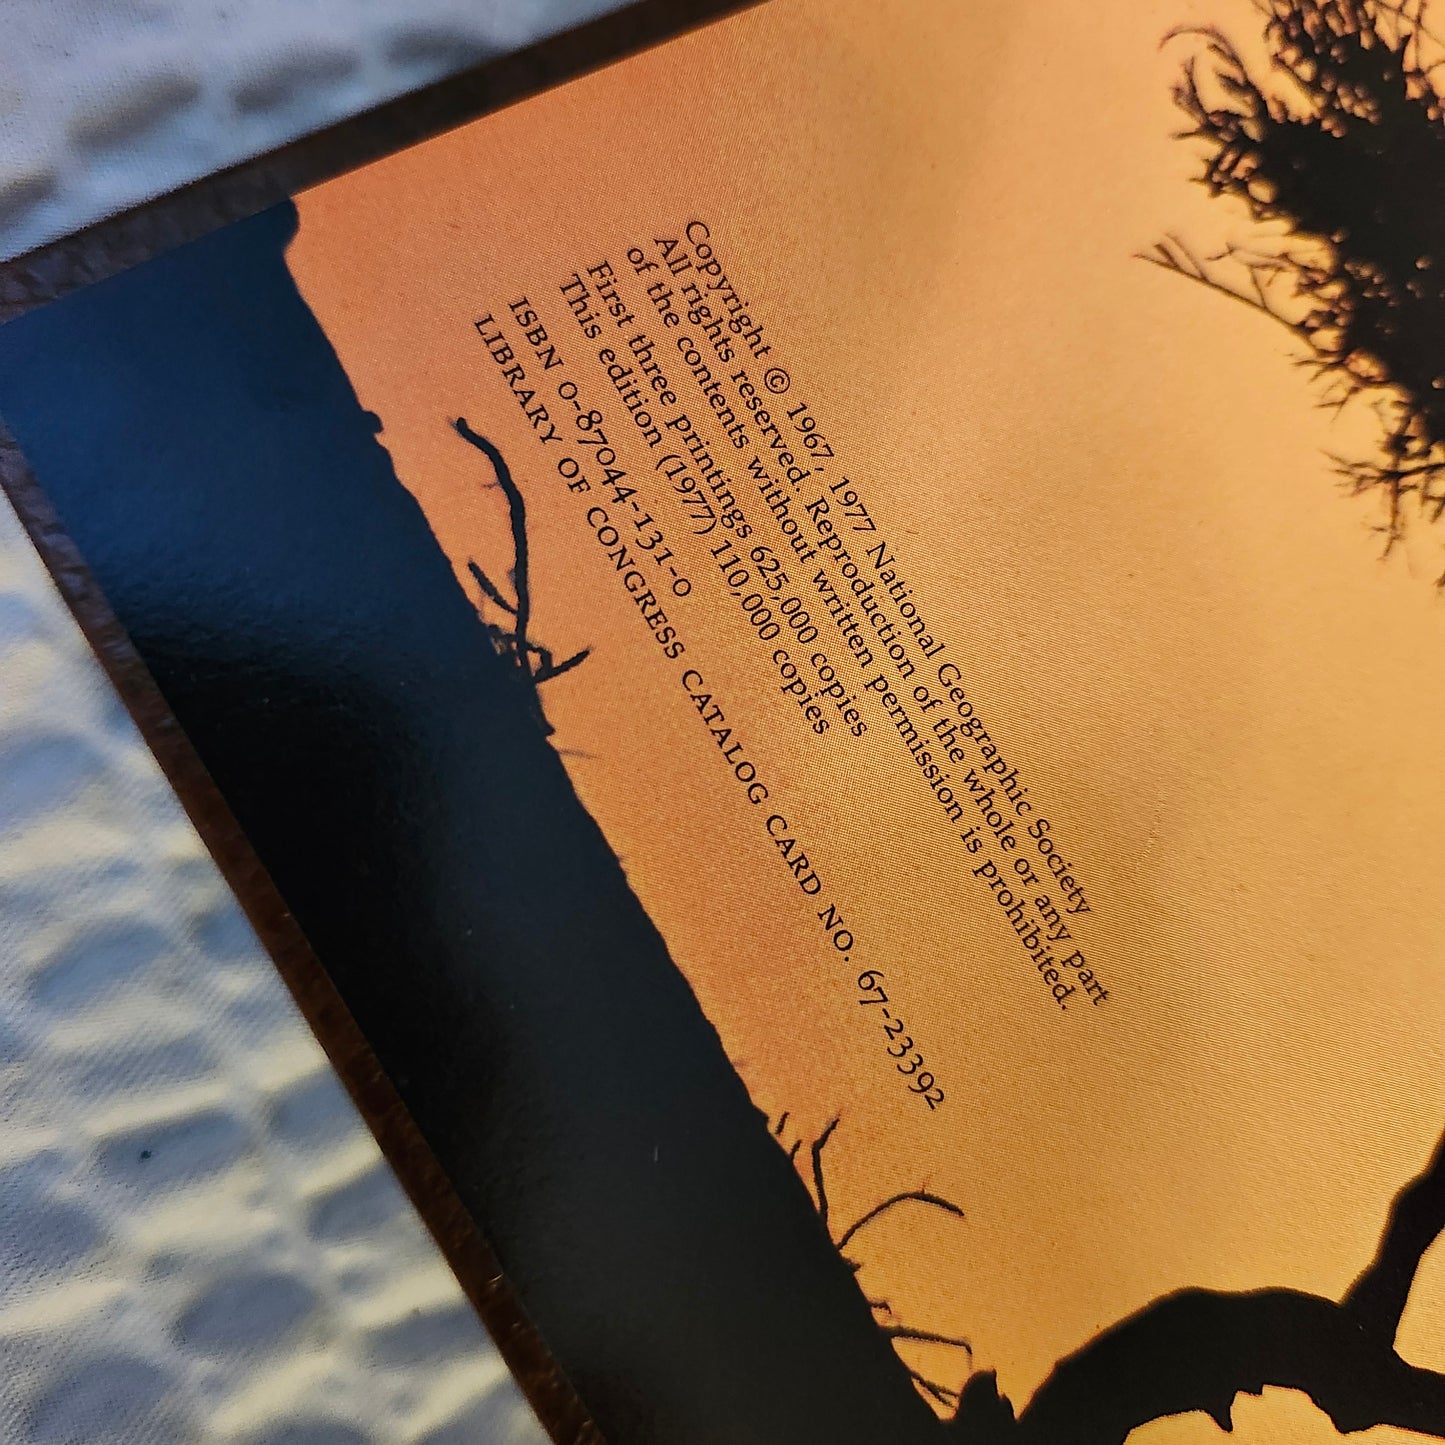 Copyright © 1967, 1977 National Geographic Society
All rights reserved. Reproduction of the whole or any part
of the contents without written permission is prohibited.
First three printings 625,000 copies
This edition (1977) 110,000 copies
ISBN 0-87044-131-0
LIBRARY OF CONGRESS CATALOG CARD NO. 67-23392